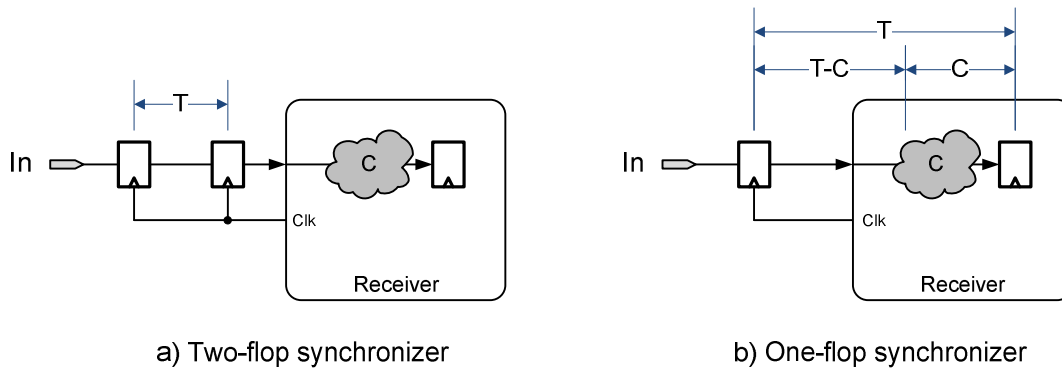 T
In
C
Clk
Receiver
a) Two-flop synchronizer
T
T-C
C
In
C
Clk
Receiver
b) One-flop synchronizer